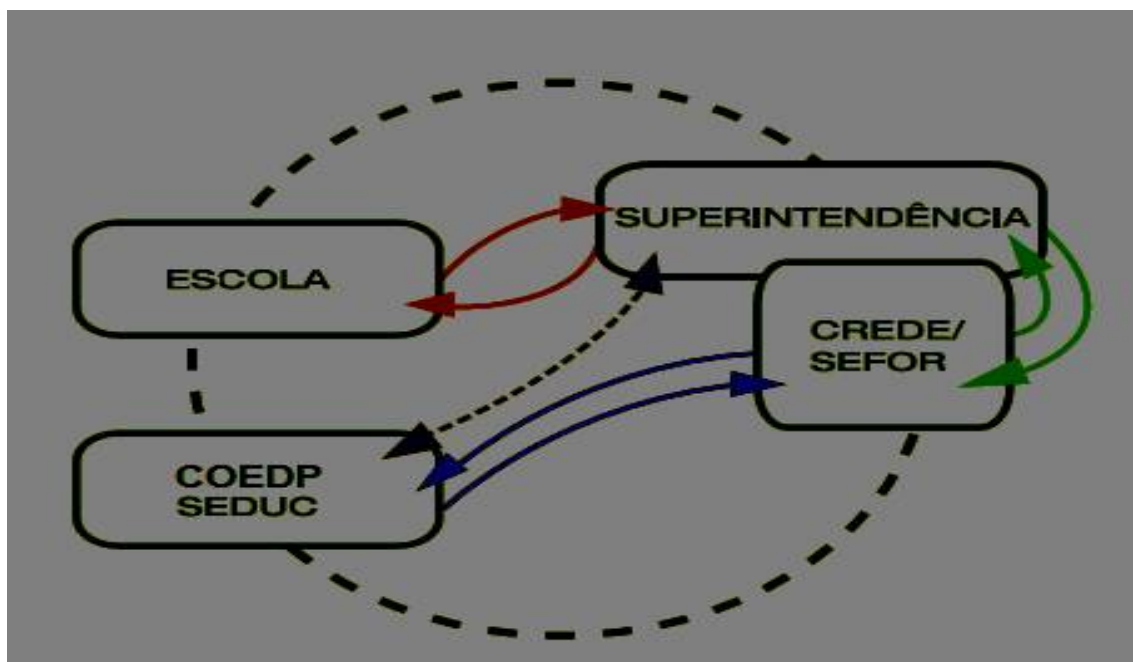 SUPERINTENDÊNCIA
ESCOLA
CREDE/
SEFOR
COEDP
SEDUC